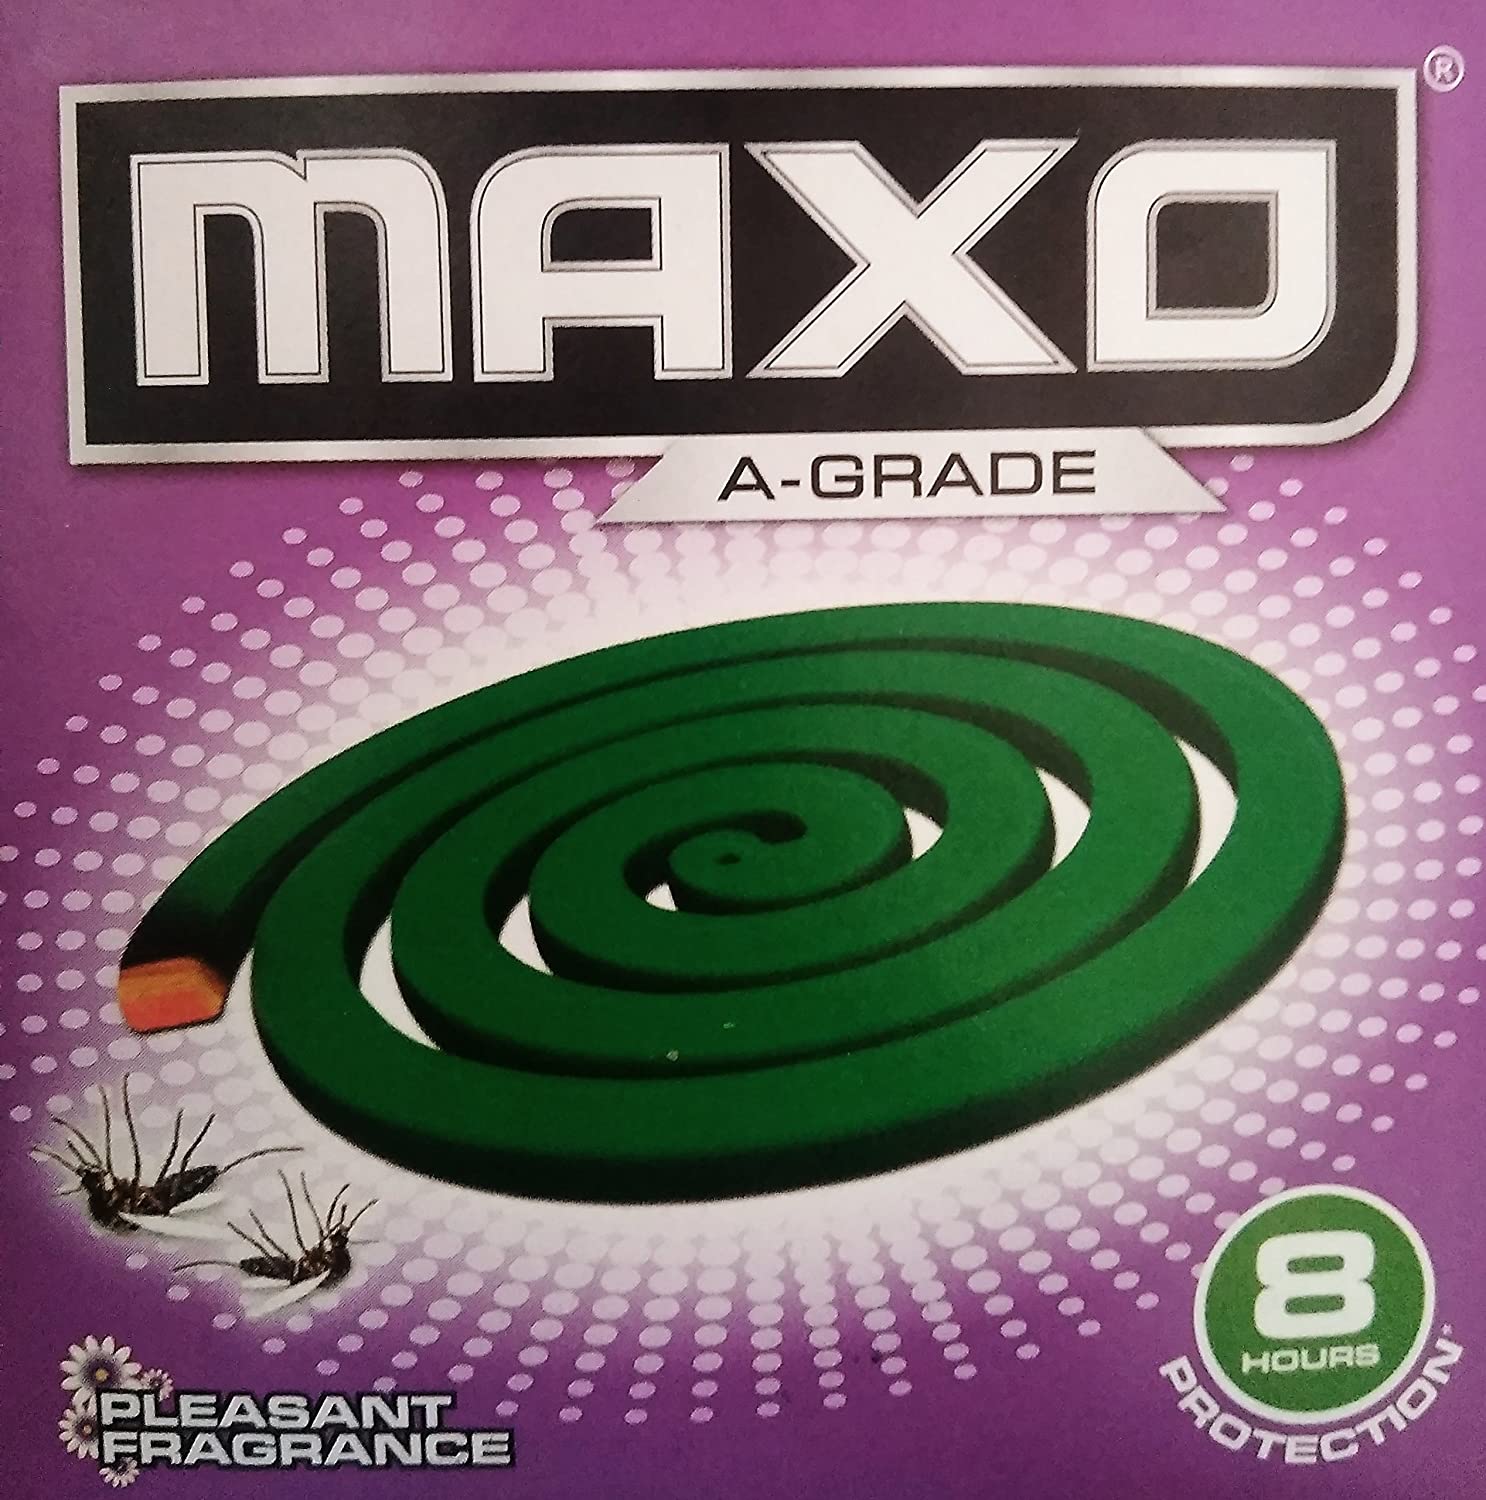 MAXO®
A-GRADE
8
HOURS
PROTECTION*
PLEASANT
FRAGRANCE